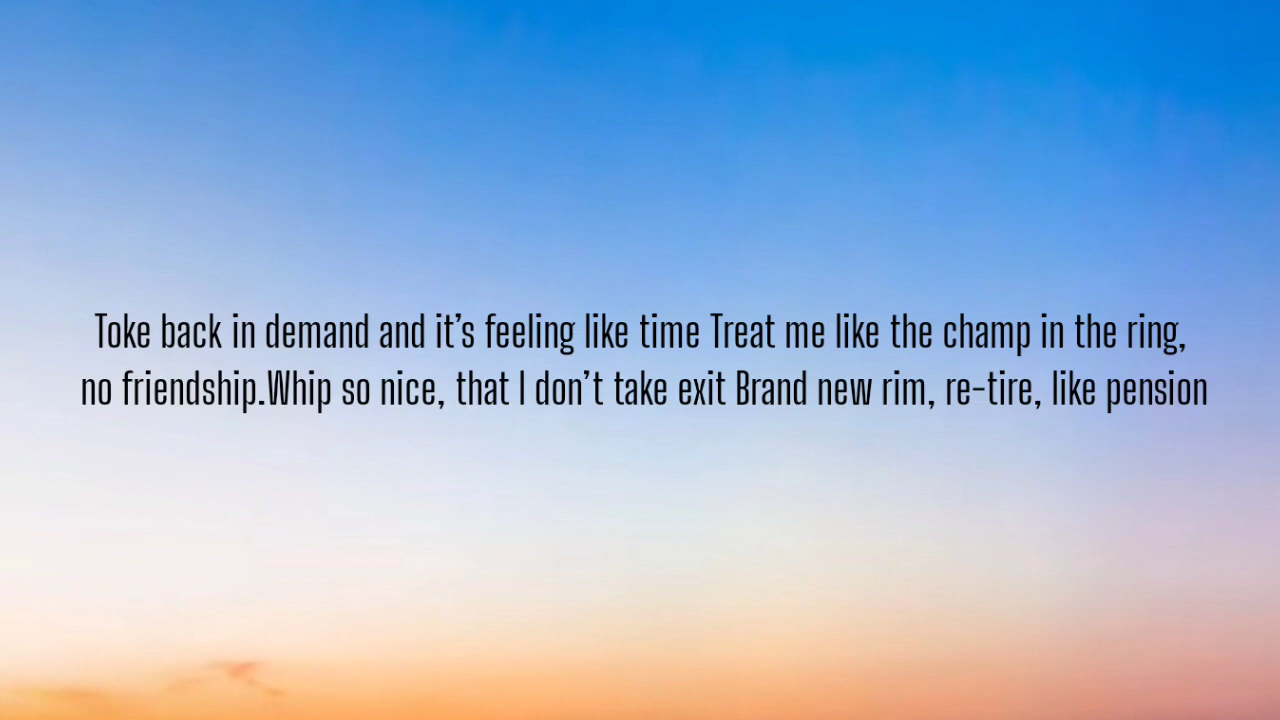 Toke back in demand and it’s feeling like time Treat me like the champ in the ring,
no friendship.Whip so nice, that I don’t take exit Brand new rim, re-tire, like pension